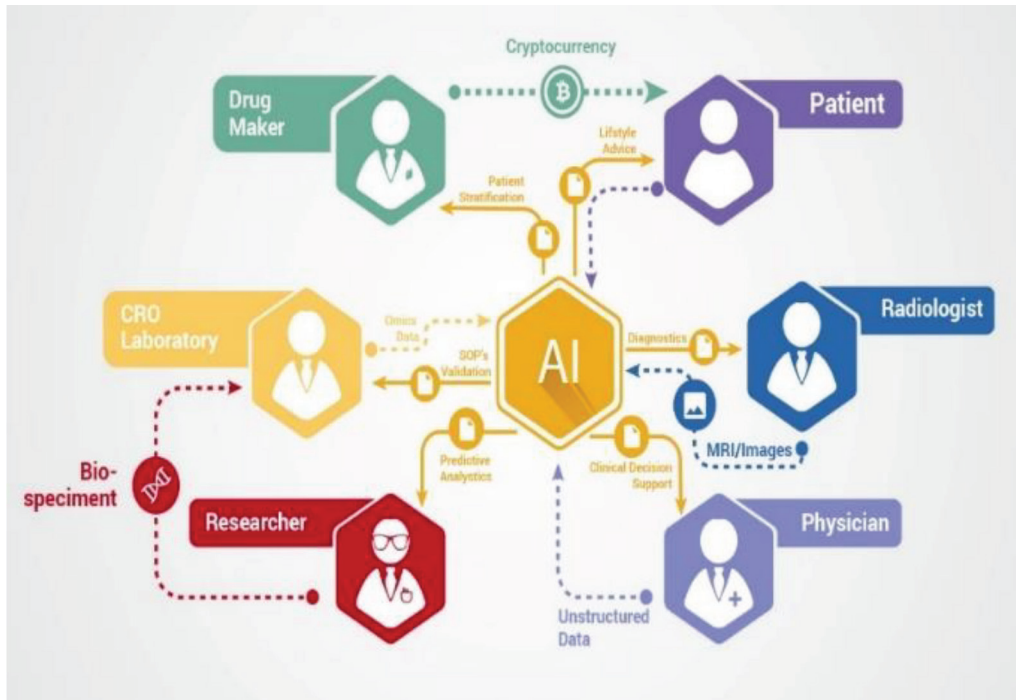 Cryptocurrency
Drug
Maker
Patient
Lifstyle
Advice
Patient
Stratification
CRO
Laboratory
Omics
Data
SOP's
Validation
AI
Diagnostics
Radiologist
MRI/Images
Predictive
Analystics
Clinical Decision
Support
Bio-
speciment
Researcher
Physician
Unstructured
Data